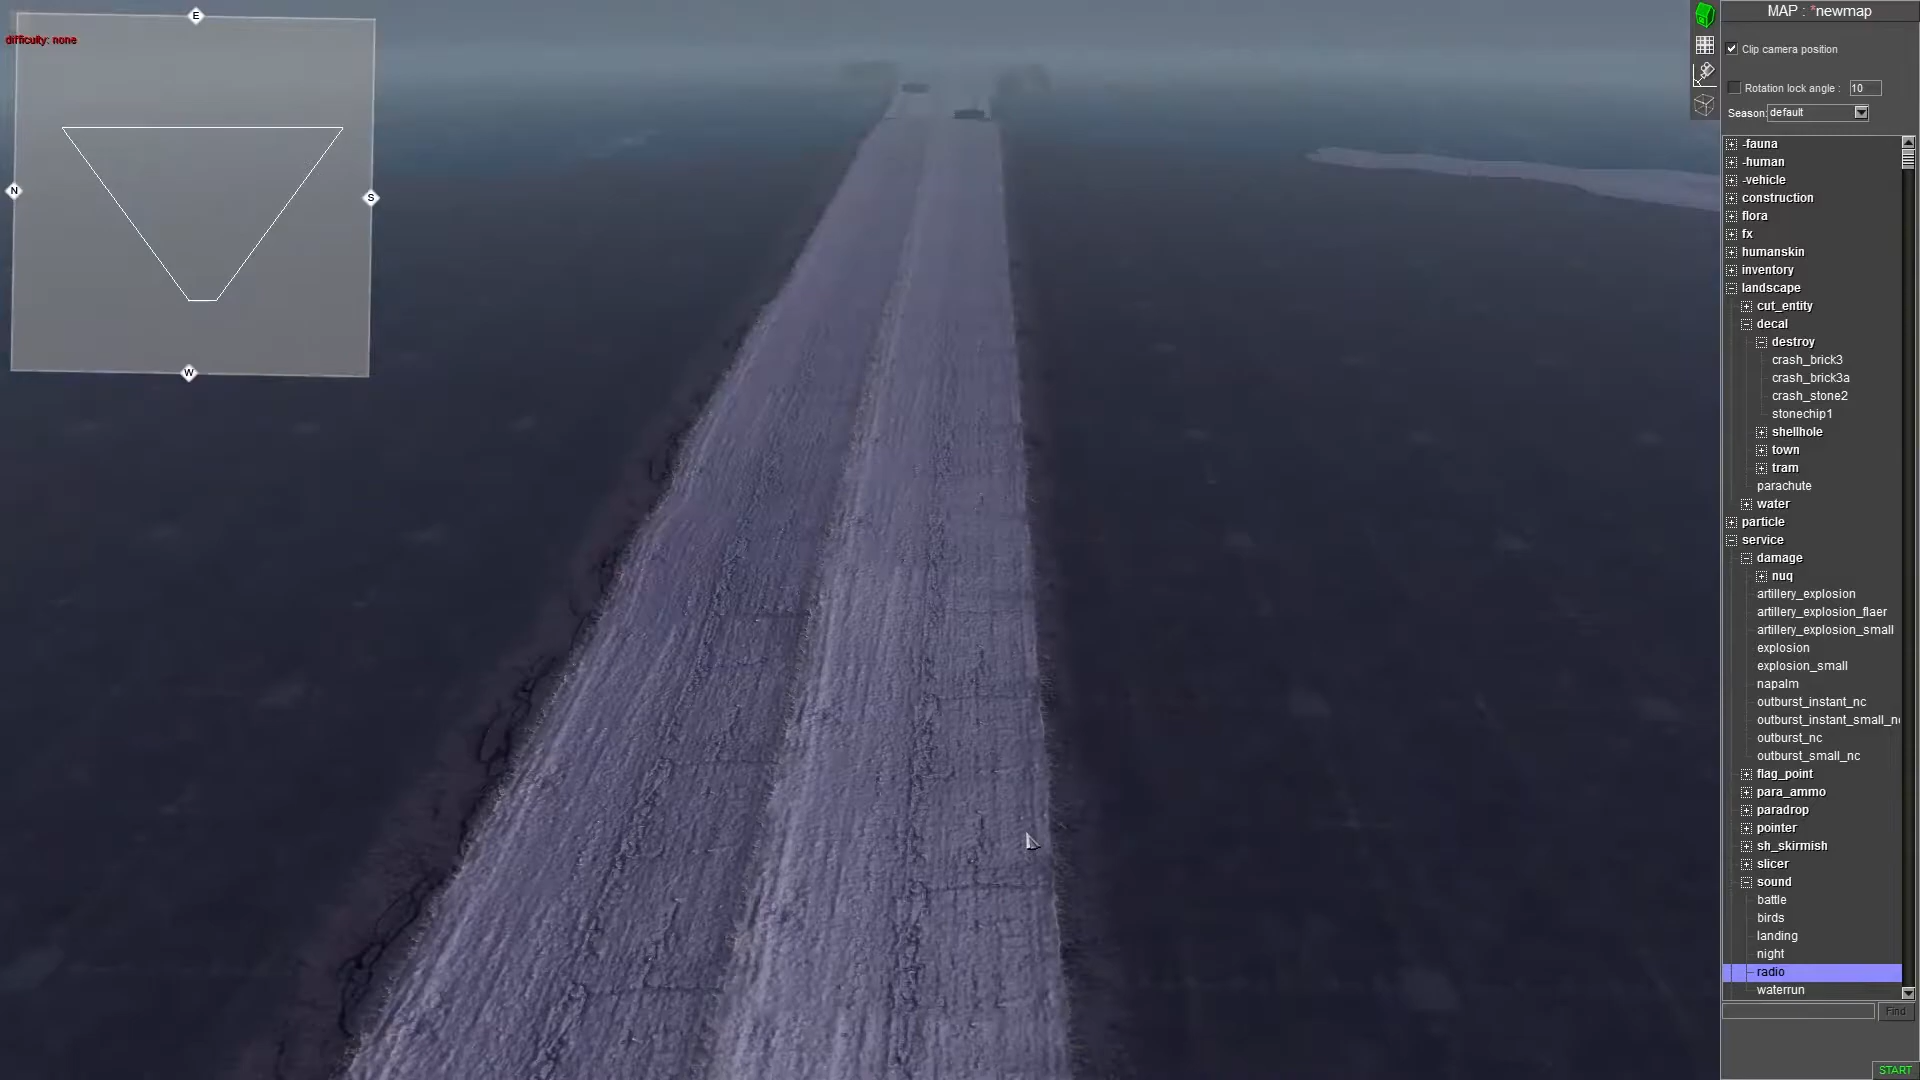 E
difficulty: none
N
S
W
MAP : *newmap
Clip camera position
Rotation lock angle : 10
Season: default
-fauna
-human
-vehicle
construction
flora
fx
humanskin
inventory
landscape
cut_entity
decal
destroy
crash_brick3
crash_brick3a
crash_stone2
stonechip1
shellhole
town
tram
parachute
water
particle
service
damage
nuq
artillery_explosion
artillery_explosion_flaer
artillery_explosion_small
explosion
explosion_small
napalm
outburst_instant_nc
outburst_instant_small_n
outburst_nc
outburst_small_nc
flag_point
para_ammo
paradrop
pointer
sh_skirmish
slicer
sound
battle
birds
landing
night
radio
waterrun
Find
START